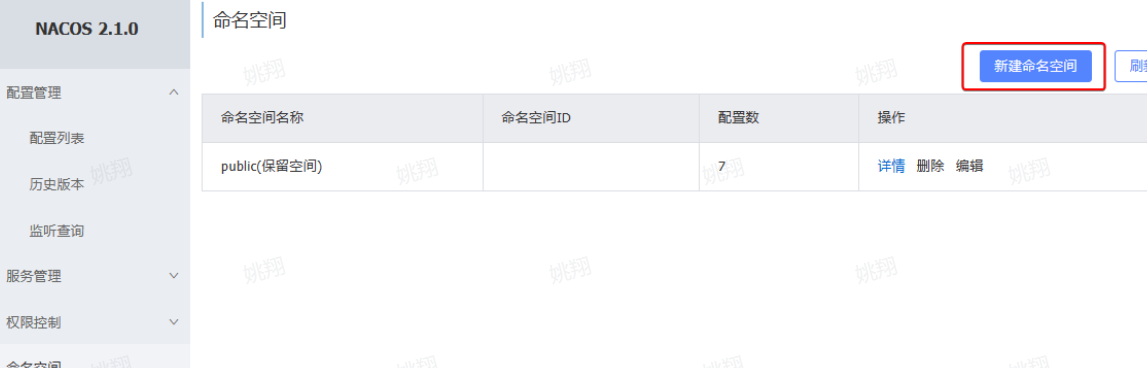 NACOS 2.1.0
命名空间
姚翔 姚翔 姚翔
新建命名空间 刷
配置管理
命名空间名称 命名空间ID 配置数 操作
配置列表
public(保留空间) 7 详情 删除 编辑
姚翔 姚翔 姚翔 姚翔
历史版本
监听查询
服务管理
姚翔 姚翔 姚翔
权限控制
命名空间
姚翔 姚翔 姚翔 姚翔